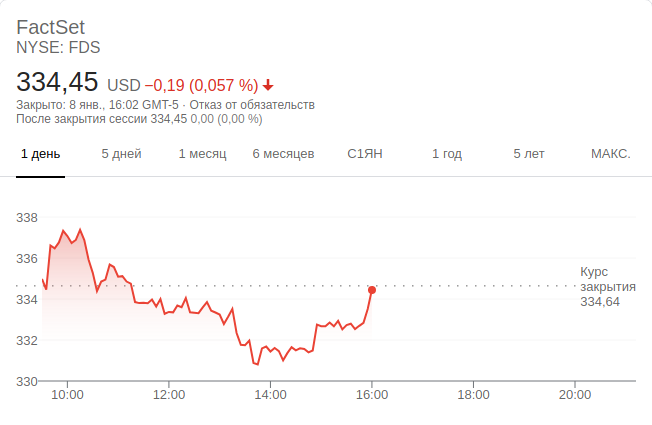 FactSet
NYSE: FDS
334,45 USD −0,19 (0,057 %)
Закрыто: 8 янв., 16:02 GMT-5 · Отказ от обязательств
После закрытия сессии 334,45 0,00 (0,00 %)
1 день 5 дней 1 месяц 6 месяцев С1ЯН 1 год 5 лет МАКС.
338
336
334
332
330
Курс
закрытия
334,64
10:00 12:00 14:00 16:00 18:00 20:00